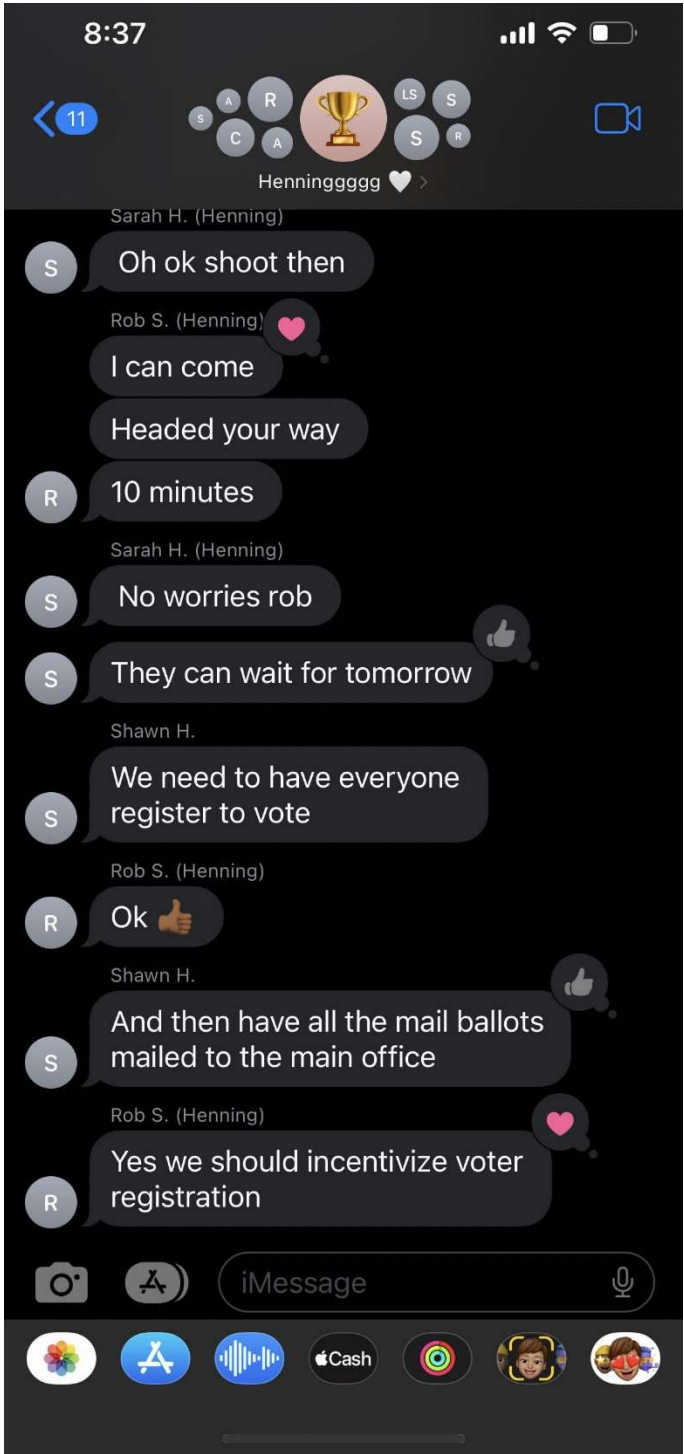 8:37
11
S
A
R
C
A
LS
S
S
R
Henninggggg 🤍 >
Sarah H. (Henning)
S
Oh ok shoot then
Rob S. (Henning)
I can come
Headed your way
R
10 minutes
Sarah H. (Henning)
S
No worries rob
S
They can wait for tomorrow
Shawn H.
We need to have everyone
register to vote
S
Rob S. (Henning)
R
Ok 👍🏾
Shawn H.
And then have all the mail ballots
mailed to the main office
S
Rob S. (Henning)
Yes we should incentivize voter
registration
R
iMessage
Cash